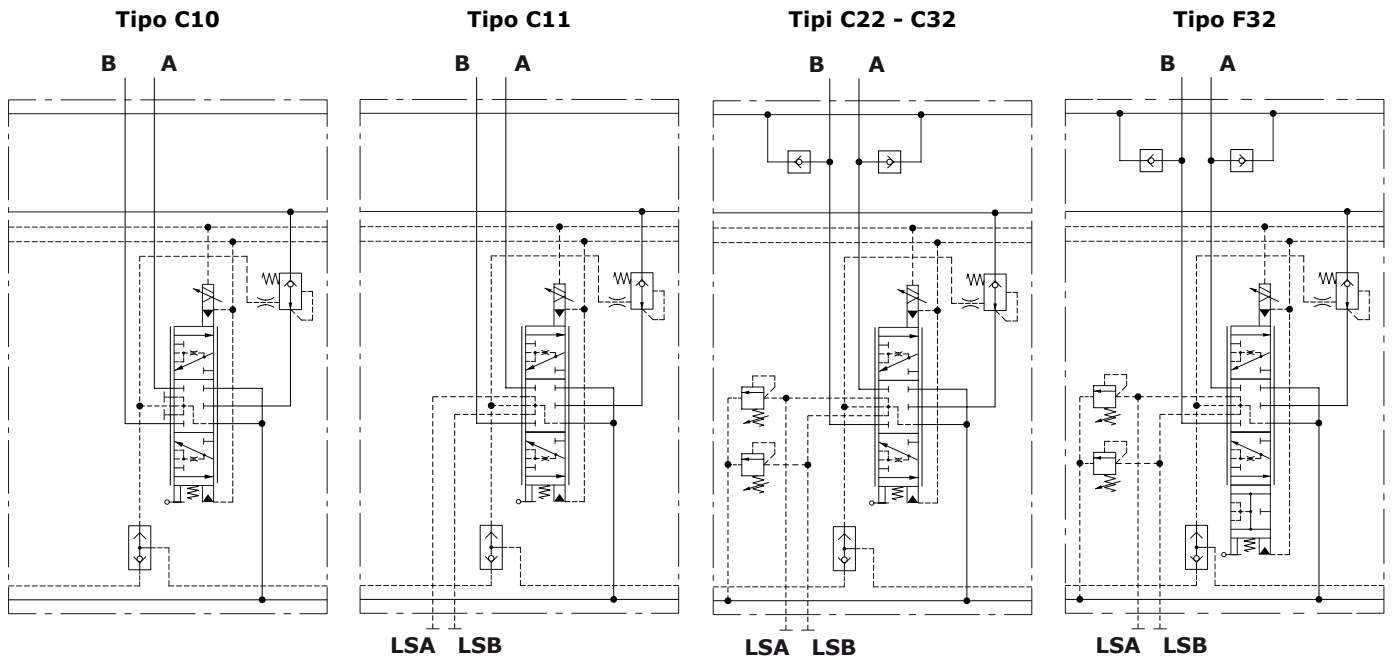 Tipo C10 Tipo C11 Tipi C22 - C32 Tipo F32
B A B A B A B A
LSA LSB LSA LSB LSA LSB